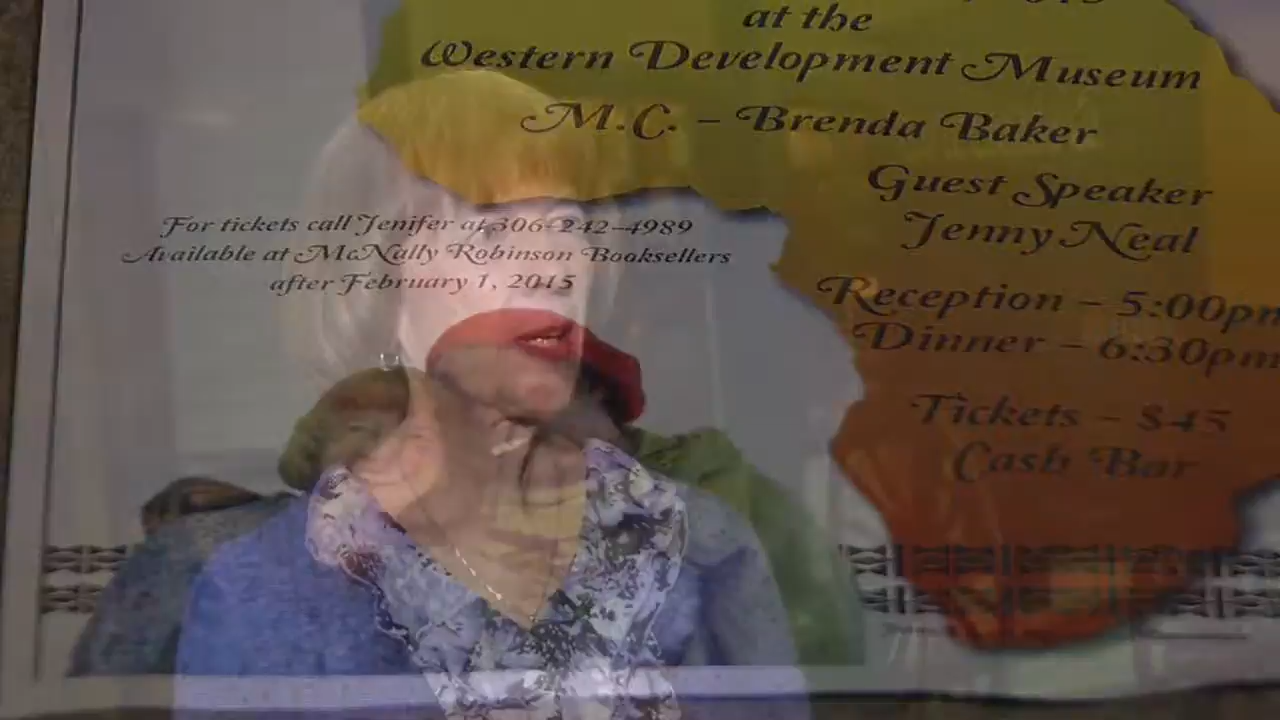 at the
Western Development Museum
M.C. – Brenda Baker
Guest Speaker
Jenny Neal
For tickets call Jenifer at 306-242-4989
Available at McNally Robinson Booksellers
after February 1, 2015
Reception – 5:00pm
Dinner – 6:30pm
Tickets – $45
Cash Bar